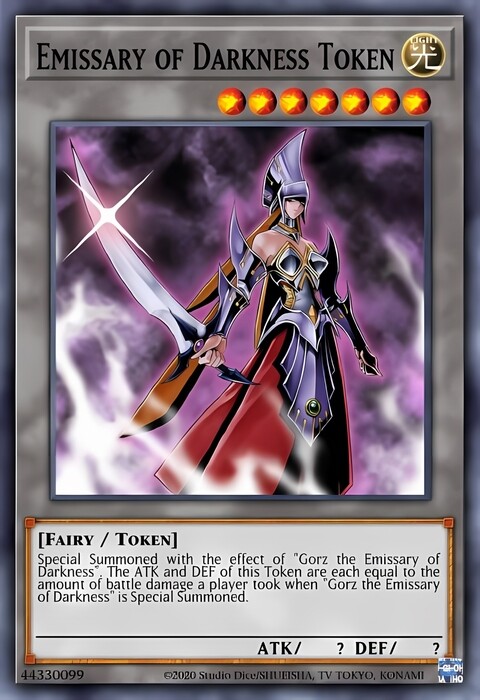 EMISSARY OF DARKNESS TOKEN
LIGHT
光
[FAIRY / TOKEN]
Special Summoned with the effect of "Gorz the Emissary of
Darkness". The ATK and DEF of this Token are each equal to the
amount of battle damage a player took when "Gorz the Emissary
of Darkness" is Special Summoned.
ATK/ ? DEF/ ?
44330099
©2020 Studio Dice/SHUEISHA, TV TOKYO, KONAMI